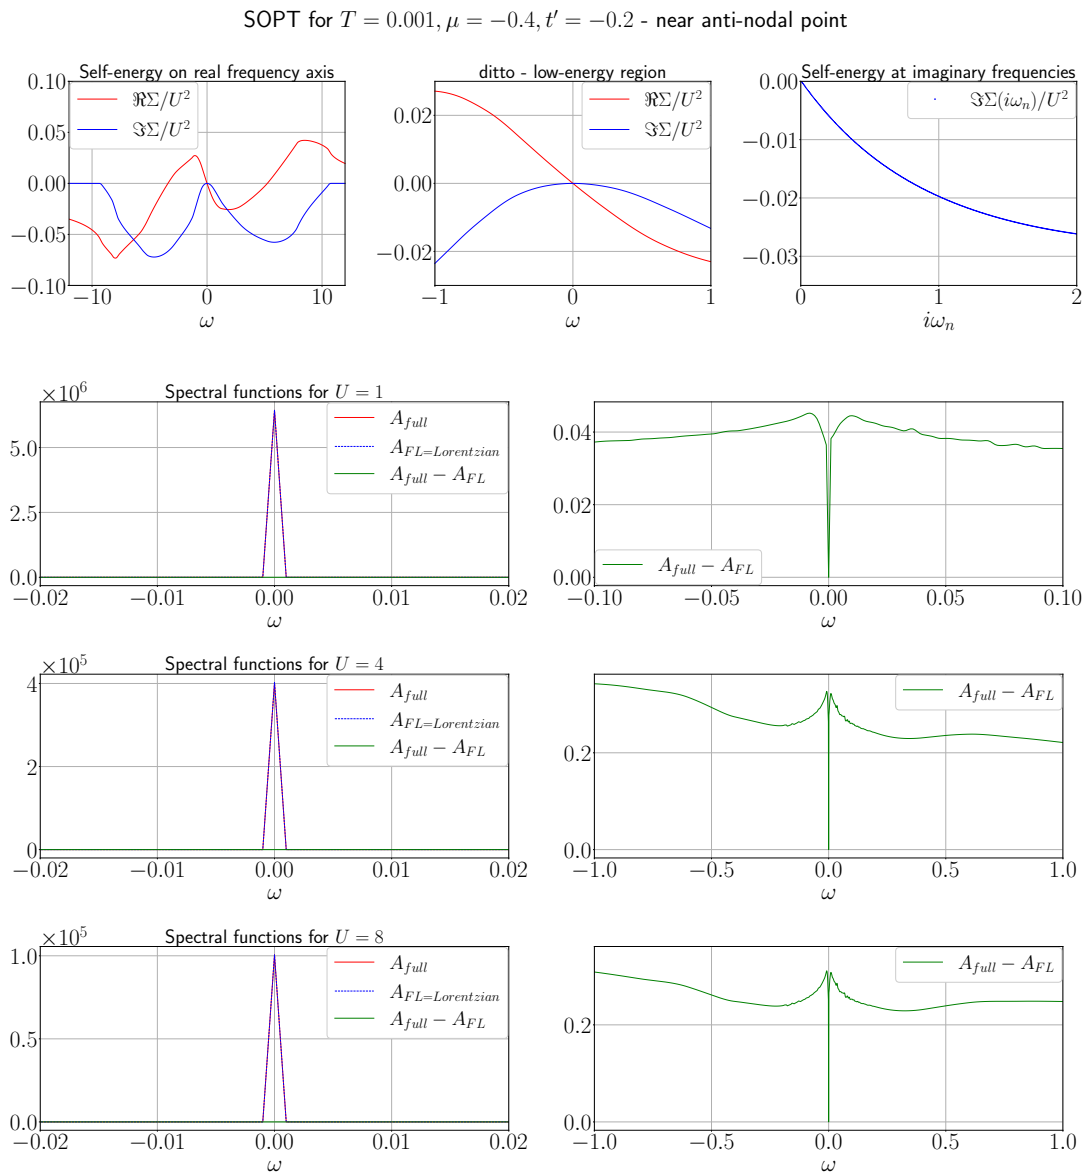 SOPT for T = 0.001, μ = −0.4, t′ = −0.2 - near anti-nodal point
Self-energy on real frequency axis
0.10
0.05
0.00
−0.05
−0.10
ℜΣ/U²
ℑΣ/U²
−10
0
10
ω
ditto - low-energy region
0.02
0.00
−0.02
ℜΣ/U²
ℑΣ/U²
−1
0
1
ω
Self-energy at imaginary frequencies
0.00
−0.01
−0.02
−0.03
ℑΣ(iωₙ)/U²
0
1
2
iωₙ
×10⁶
Spectral functions for U = 1
5.0
2.5
0.0
A_full
A_FL=Lorentzian
A_full − A_FL
−0.02
−0.01
0.00
0.01
0.02
ω
0.04
0.02
0.00
A_full − A_FL
−0.10
−0.05
0.00
0.05
0.10
ω
×10⁵
Spectral functions for U = 4
4
2
0
A_full
A_FL=Lorentzian
A_full − A_FL
−0.02
−0.01
0.00
0.01
0.02
ω
0.2
0.0
A_full − A_FL
−1.0
−0.5
0.0
0.5
1.0
ω
×10⁵
Spectral functions for U = 8
1.0
0.5
0.0
A_full
A_FL=Lorentzian
A_full − A_FL
−0.02
−0.01
0.00
0.01
0.02
ω
0.2
0.0
A_full − A_FL
−1.0
−0.5
0.0
0.5
1.0
ω